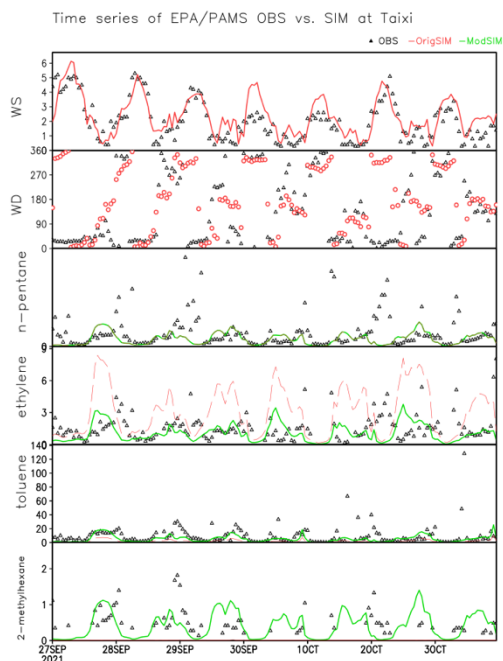 Time series of EPA/PAMS OBS vs. SIM at Taixi
OBS OrigSIM ModSIM
WS
6
5
4
3
2
1
WD
360
270
180
90
0
n-pentane
ethylene
9
6
3
toluene
140
120
100
80
60
40
20
0
2-methylhexane
2
1
0
27SEP 28SEP 29SEP 30SEP 1OCT 2OCT 3OCT
2021